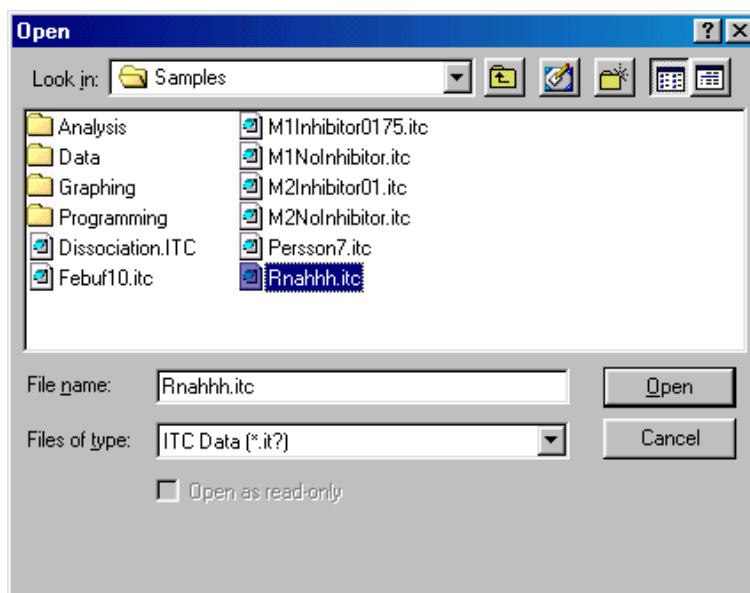 Open
Look in: Samples
Analysis
Data
Graphing
Programming
Dissociation.ITC
Febuf10.itc
M1Inhibitor0175.itc
M1NoInhibitor.itc
M2Inhibitor01.itc
M2NoInhibitor.itc
Persson7.itc
Rnahhh.itc
File name: Rnahhh.itc
Open
Files of type: ITC Data (*.it?)
Cancel
Open as read-only